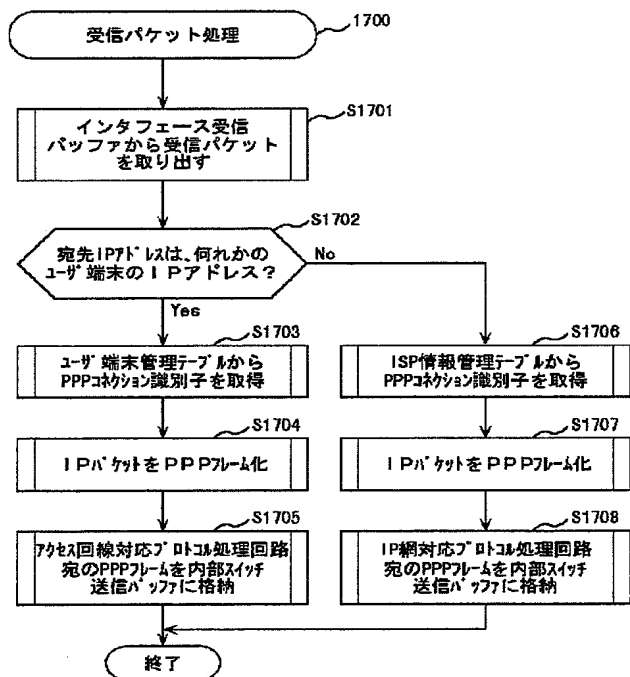 受信パケット処理
1700
S1701
インタフェース受信
バッファから受信パケット
を取り出す
S1702
宛先IPアドレスは、何れかの
ユーザ端末のIPアドレス?
No
Yes
S1703
ユーザ端末管理テーブルから
PPPコネクション識別子を取得
S1706
ISP情報管理テーブルから
PPPコネクション識別子を取得
S1704
IPパケットをPPPフレーム化
S1707
IPパケットをPPPフレーム化
S1705
アクセス回線対応プロトコル処理回路
宛のPPPフレームを内部スイッチ
送信バッファに格納
S1708
IP網対応プロトコル処理回路
宛のPPPフレームを内部スイッチ
送信バッファに格納
終了